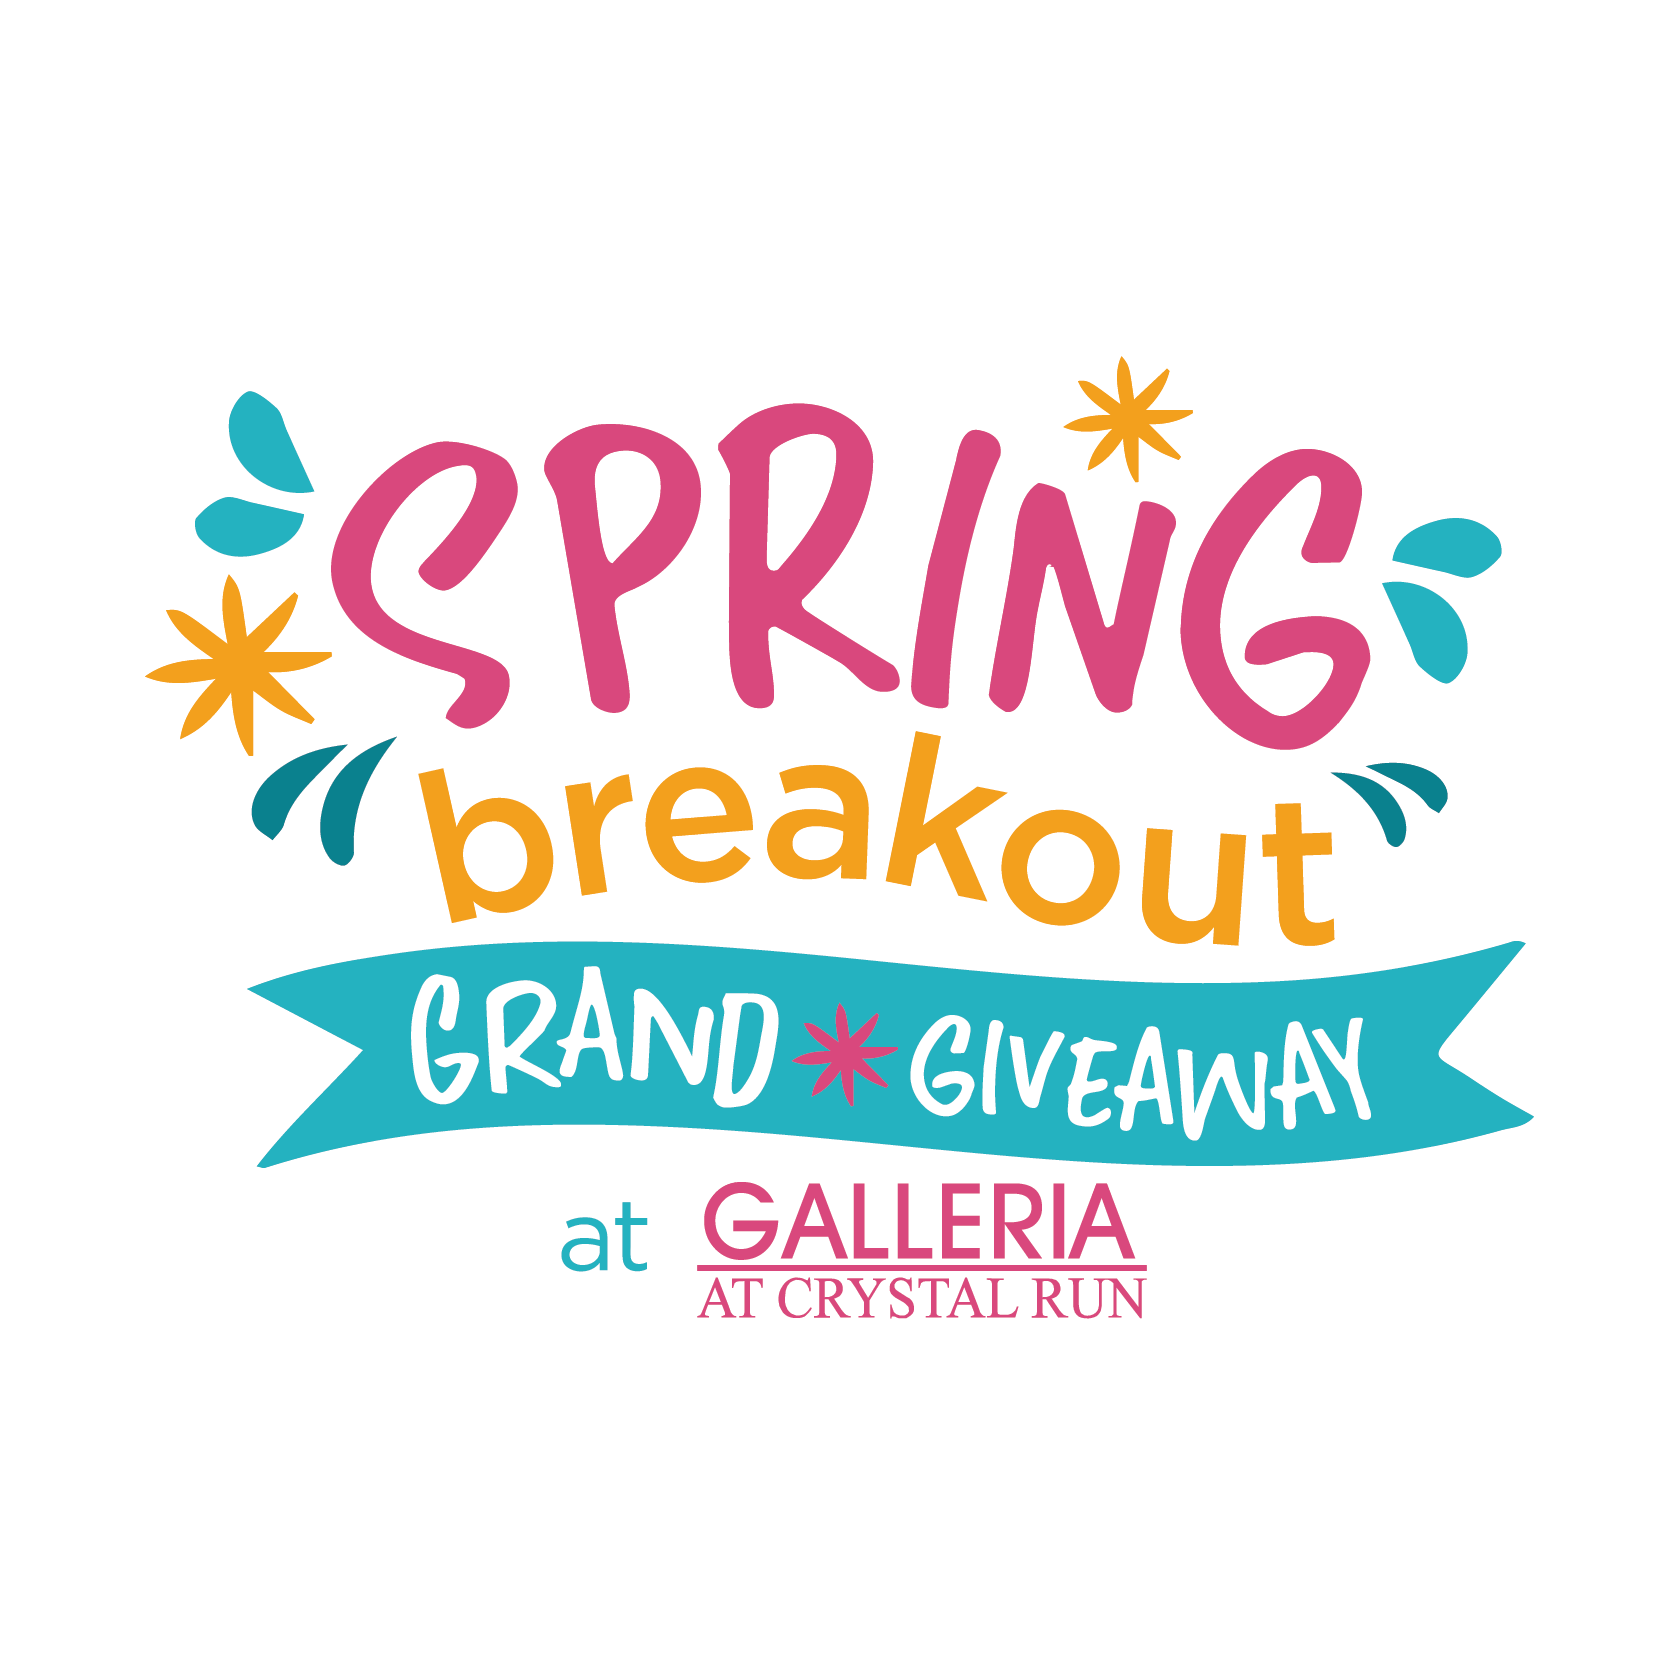 SPRING
breakout
GRAND GIVEAWAY
at GALLERIA
AT CRYSTAL RUN